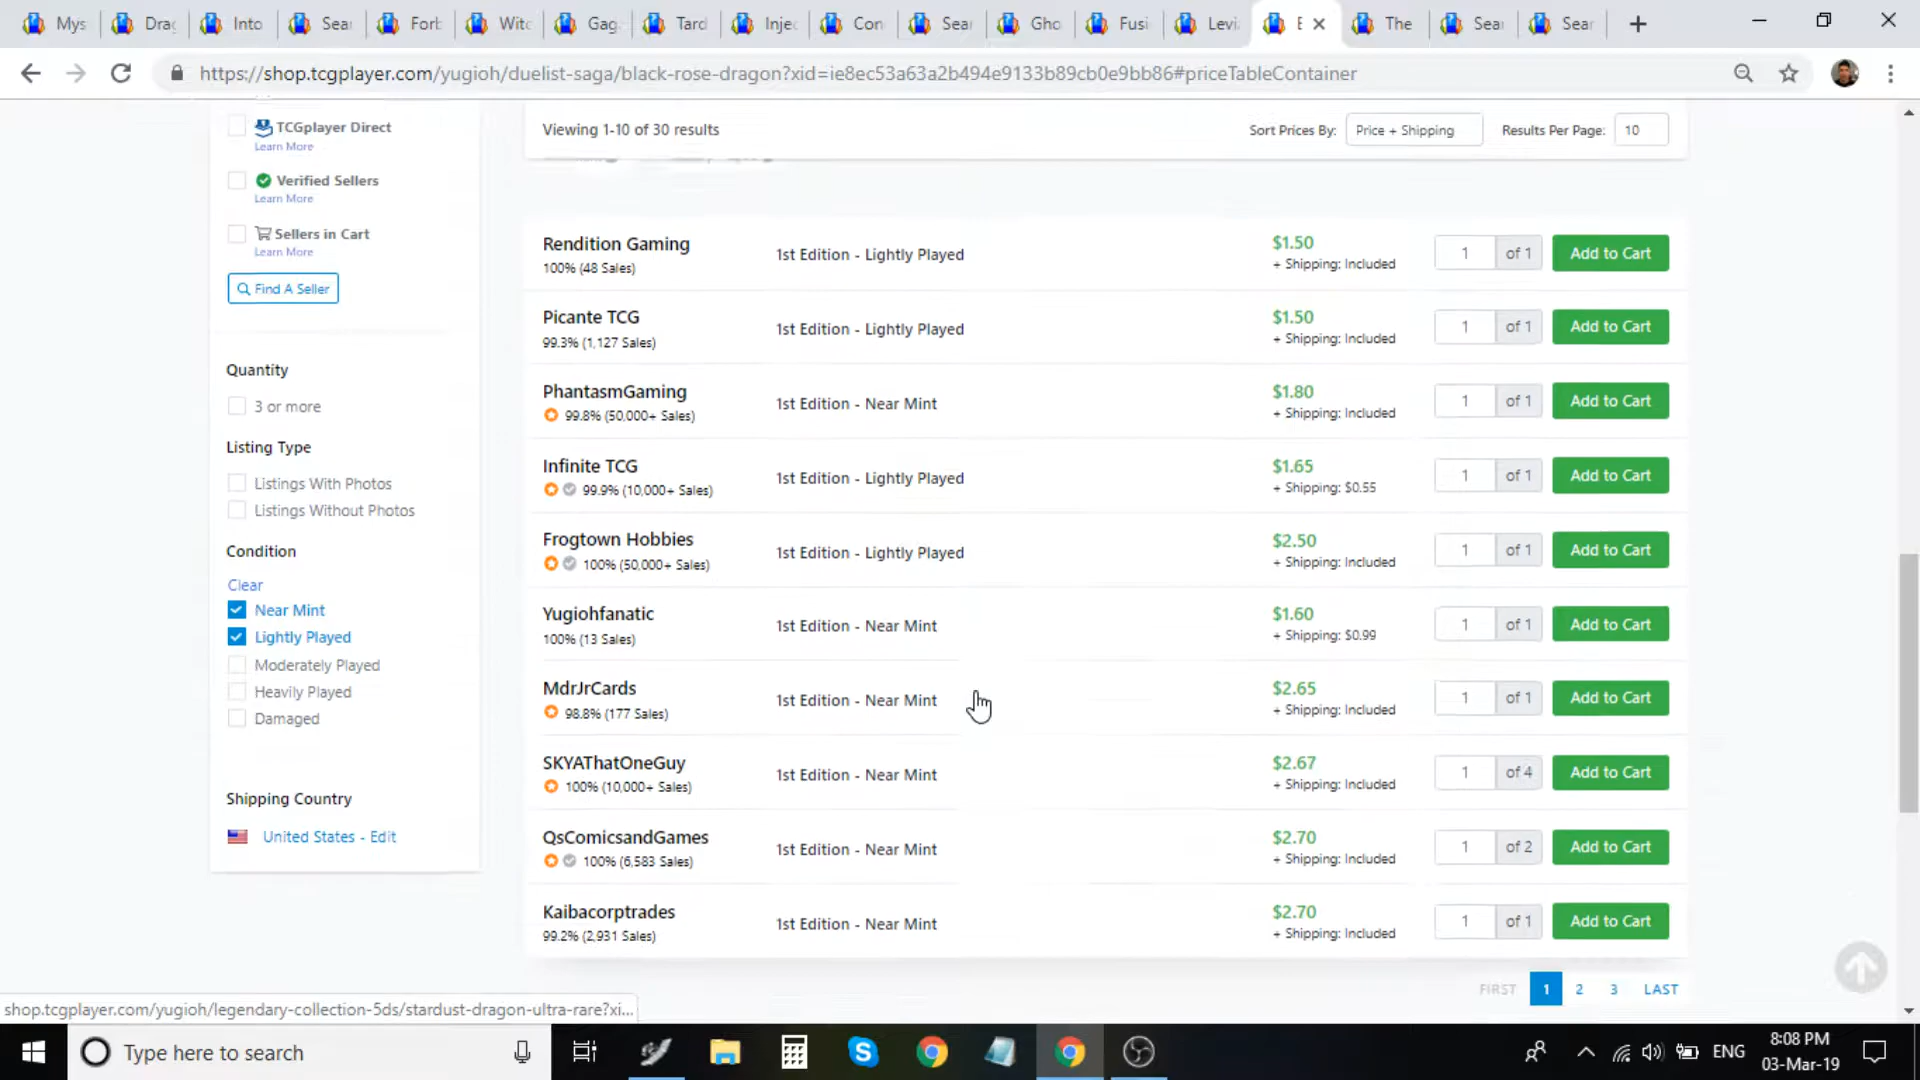 Mys
Drag
Into
Sear
Forb
Witc
Gag
Tard
Injec
Con
Sear
Gho
Fusi
Levi
E
The
Sear
Sear
https://shop.tcgplayer.com/yugioh/duelist-saga/black-rose-dragon?xid=ie8ec53a63a2b494e9133b89cb0e9bb86#priceTableContainer
TCGplayer Direct
Learn More
Verified Sellers
Learn More
Sellers in Cart
Learn More
Find A Seller
Quantity
3 or more
Listing Type
Listings With Photos
Listings Without Photos
Condition
Clear
Near Mint
Lightly Played
Moderately Played
Heavily Played
Damaged
Shipping Country
United States - Edit
Viewing 1-10 of 30 results
Sort Prices By: Price + Shipping Results Per Page: 10
Rendition Gaming
100% (48 Sales)
1st Edition - Lightly Played
$1.50
+ Shipping: Included
1 of 1 Add to Cart
Picante TCG
99.3% (1,127 Sales)
1st Edition - Lightly Played
$1.50
+ Shipping: Included
1 of 1 Add to Cart
PhantasmGaming
99.8% (50,000+ Sales)
1st Edition - Near Mint
$1.80
+ Shipping: Included
1 of 1 Add to Cart
Infinite TCG
99.9% (10,000+ Sales)
1st Edition - Lightly Played
$1.65
+ Shipping: $0.55
1 of 1 Add to Cart
Frogtown Hobbies
100% (50,000+ Sales)
1st Edition - Lightly Played
$2.50
+ Shipping: Included
1 of 1 Add to Cart
Yugiohfanatic
100% (13 Sales)
1st Edition - Near Mint
$1.60
+ Shipping: $0.99
1 of 1 Add to Cart
MdrJrCards
98.8% (177 Sales)
1st Edition - Near Mint
$2.65
+ Shipping: Included
1 of 1 Add to Cart
SKYAThatOneGuy
100% (10,000+ Sales)
1st Edition - Near Mint
$2.67
+ Shipping: Included
1 of 4 Add to Cart
QsComicsandGames
100% (6,583 Sales)
1st Edition - Near Mint
$2.70
+ Shipping: Included
1 of 2 Add to Cart
Kaibacorptrades
99.2% (2,931 Sales)
1st Edition - Near Mint
$2.70
+ Shipping: Included
1 of 1 Add to Cart
FIRST 1 2 3 LAST
shop.tcgplayer.com/yugioh/legendary-collection-5ds/stardust-dragon-ultra-rare?xi...
Type here to search
ENG
8:08 PM
03-Mar-19